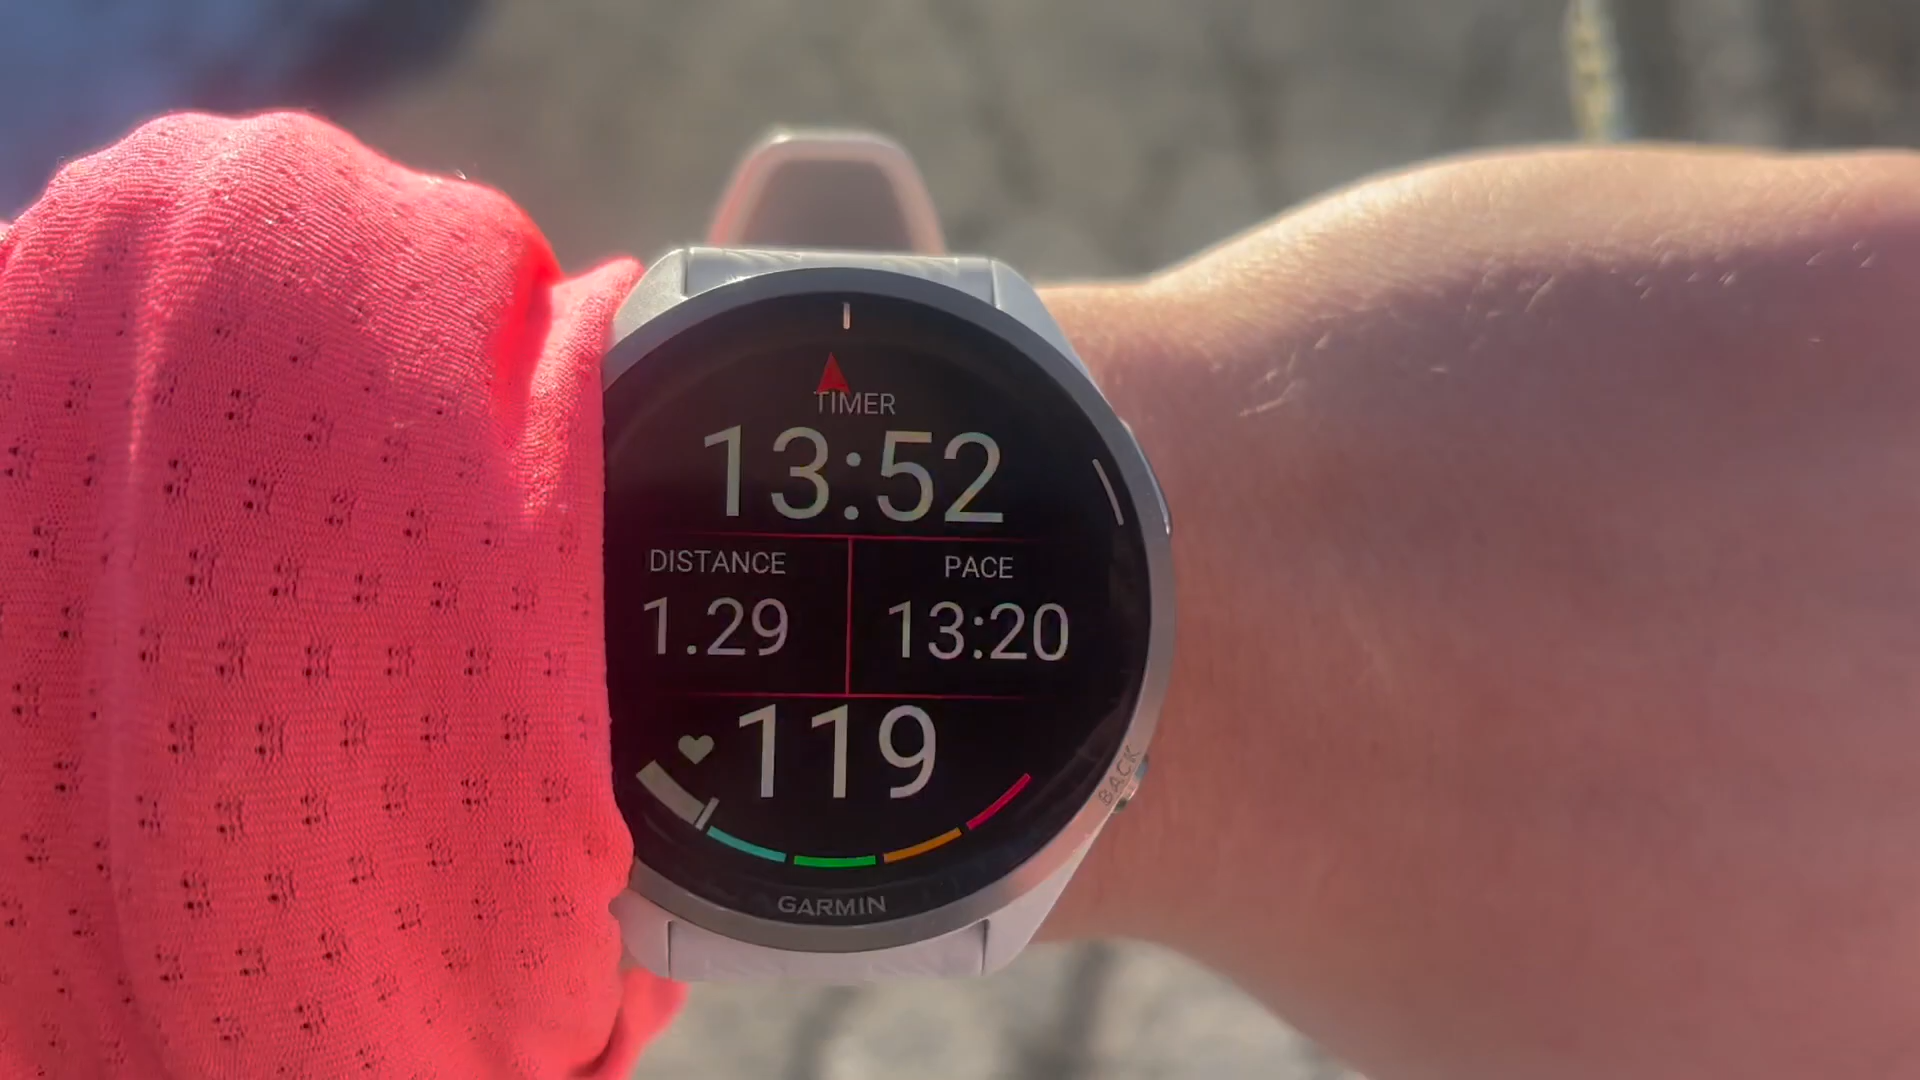 TIMER
13:52
DISTANCE
PACE
1.29
13:20
119
BACK
GARMIN